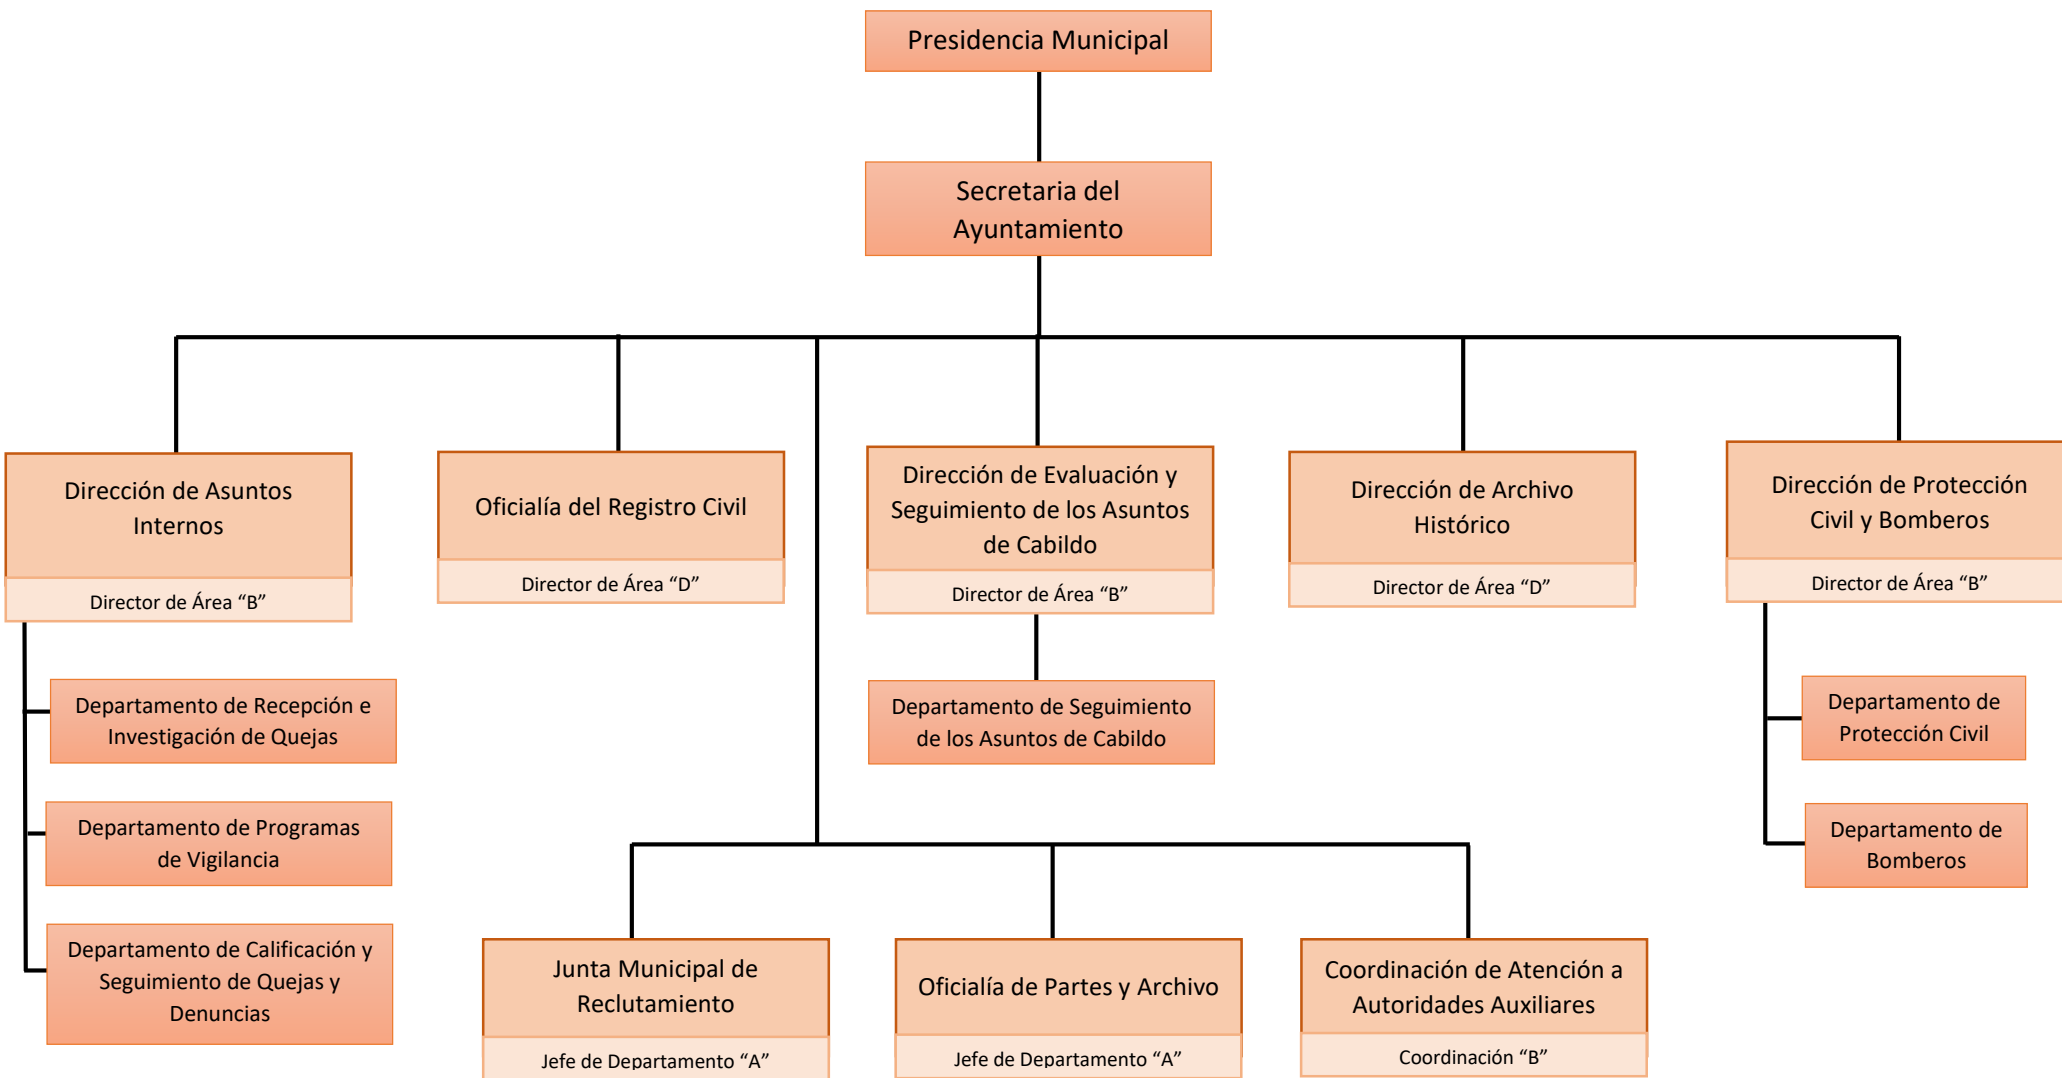 Presidencia Municipal
Secretaria del
Ayuntamiento
Dirección de Asuntos
Internos
Director de Área “B”
Oficialía del Registro Civil
Director de Área “D”
Dirección de Evaluación y
Seguimiento de los Asuntos
de Cabildo
Director de Área “B”
Dirección de Archivo
Histórico
Director de Área “D”
Dirección de Protección
Civil y Bomberos
Director de Área “B”
Departamento de Recepción e
Investigación de Quejas
Departamento de Programas
de Vigilancia
Departamento de Calificación y
Seguimiento de Quejas y
Denuncias
Departamento de Seguimiento
de los Asuntos de Cabildo
Departamento de
Protección Civil
Departamento de
Bomberos
Junta Municipal de
Reclutamiento
Jefe de Departamento “A”
Oficialía de Partes y Archivo
Jefe de Departamento “A”
Coordinación de Atención a
Autoridades Auxiliares
Coordinación “B”